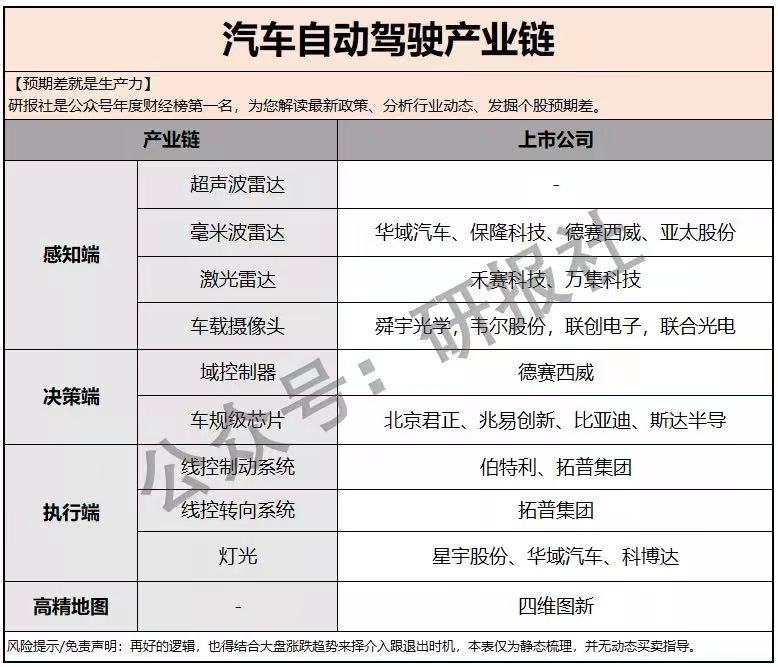 汽车自动驾驶产业链
【预期差就是生产力】
研报社是公众号年度财经榜第一名，为您解读最新政策、分析行业动态、发掘个股预期差。
产业链 上市公司
感知端
超声波雷达 -
毫米波雷达 华域汽车、保隆科技、德赛西威、亚太股份
激光雷达 禾赛科技、万集科技
车载摄像头 舜宇光学，韦尔股份，联创电子，联合光电
决策端
域控制器 德赛西威
车规级芯片 北京君正、兆易创新、比亚迪、斯达半导
执行端
线控制动系统 伯特利、拓普集团
线控转向系统 拓普集团
灯光 星宇股份、华域汽车、科博达
高精地图 - 四维图新
风险提示/免责声明：再好的逻辑，也得结合大盘涨跌趋势来择介入跟退出时机，本表仅为静态梳理，并无动态买卖指导。
公众号：研报社